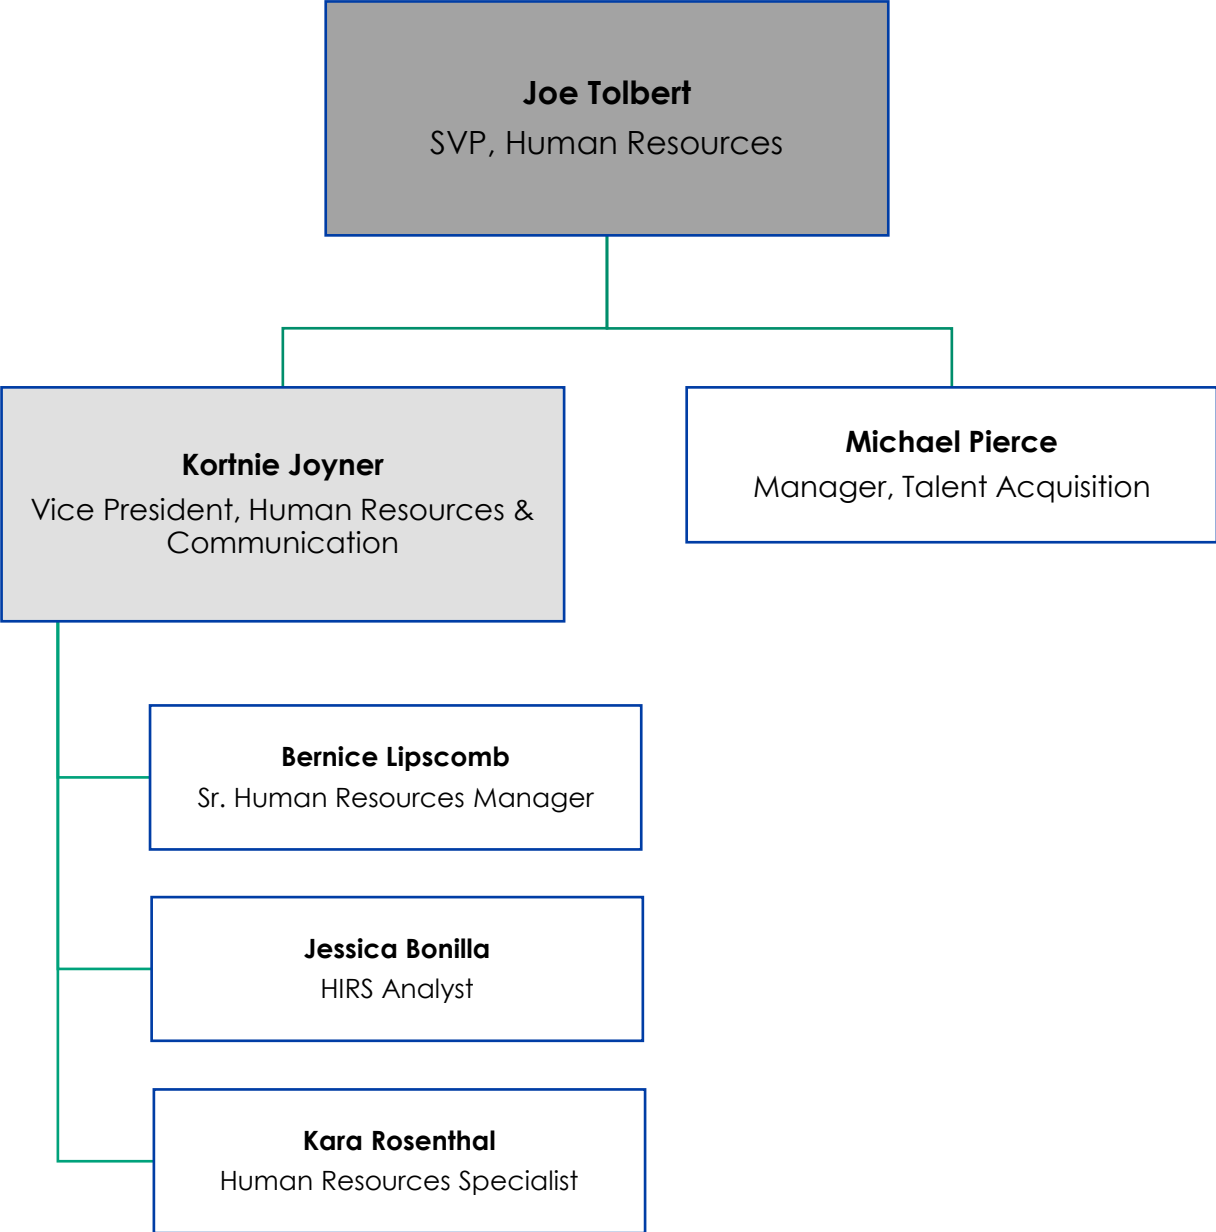 Joe Tolbert
SVP, Human Resources
Kortnie Joyner
Vice President, Human Resources &
Communication
Michael Pierce
Manager, Talent Acquisition
Bernice Lipscomb
Sr. Human Resources Manager
Jessica Bonilla
HIRS Analyst
Kara Rosenthal
Human Resources Specialist